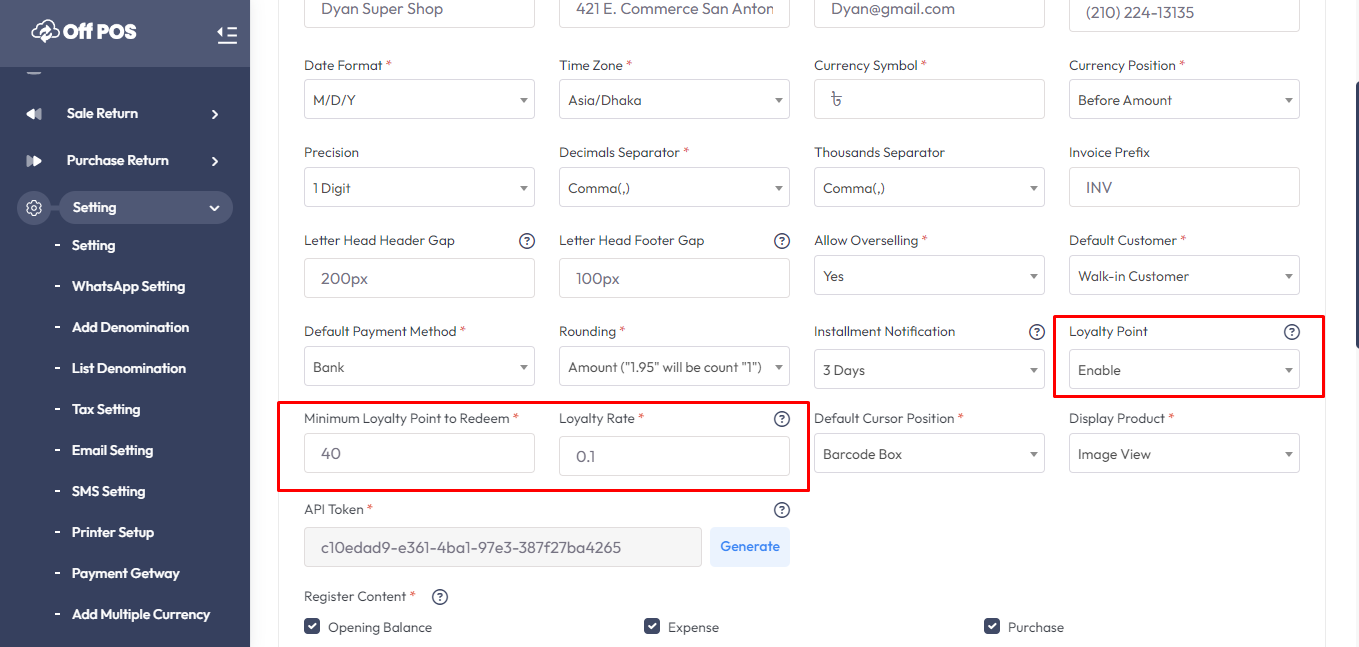 Off POS
Sale Return
Purchase Return
Setting
- Setting
- WhatsApp Setting
- Add Denomination
- List Denomination
- Tax Setting
- Email Setting
- SMS Setting
- Printer Setup
- Payment Getway
- Add Multiple Currency
Dyan Super Shop 421 E. Commerce San Anton Dyan@gmail.com (210) 224-13135
Date Format * Time Zone * Currency Symbol * Currency Position *
M/D/Y Asia/Dhaka ৳ Before Amount
Precision Decimals Separator * Thousands Separator Invoice Prefix
1 Digit Comma(,) Comma(,) INV
Letter Head Header Gap ? Letter Head Footer Gap ? Allow Overselling * Default Customer *
200px 100px Yes Walk-in Customer
Default Payment Method * Rounding * Installment Notification ? Loyalty Point ?
Bank Amount ("1.95" will be count "1") 3 Days Enable
Minimum Loyalty Point to Redeem * Loyalty Rate * ? Default Cursor Position * Display Product *
40 0.1 Barcode Box Image View
API Token * ?
c10edad9-e361-4ba1-97e3-387f27ba4265 Generate
Register Content * ?
Opening Balance Expense Purchase